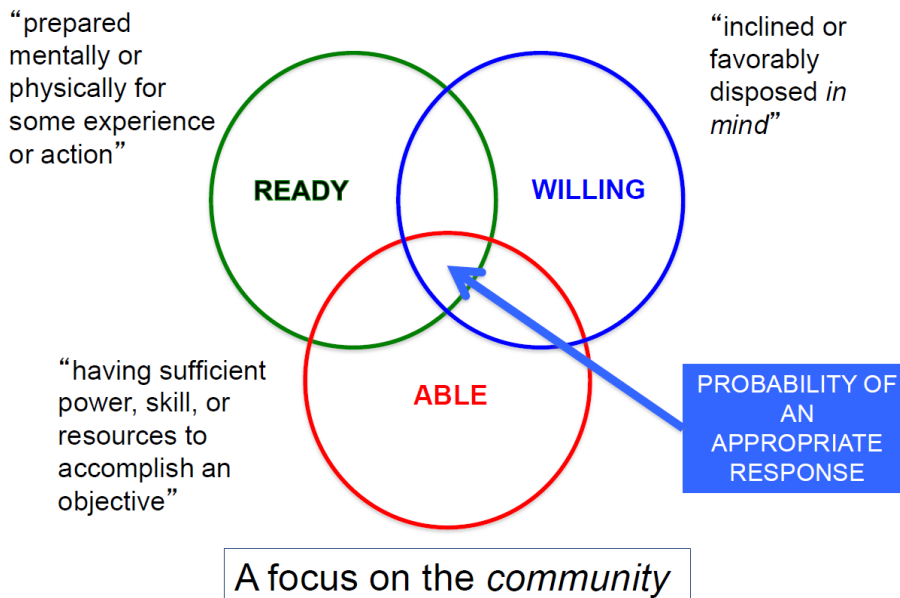 “prepared
mentally or
physically for
some experience
or action”
“inclined or
favorably
disposed in
mind”
READY
WILLING
“having sufficient
power, skill, or
resources to
accomplish an
objective”
ABLE
PROBABILITY OF
AN
APPROPRIATE
RESPONSE
A focus on the community